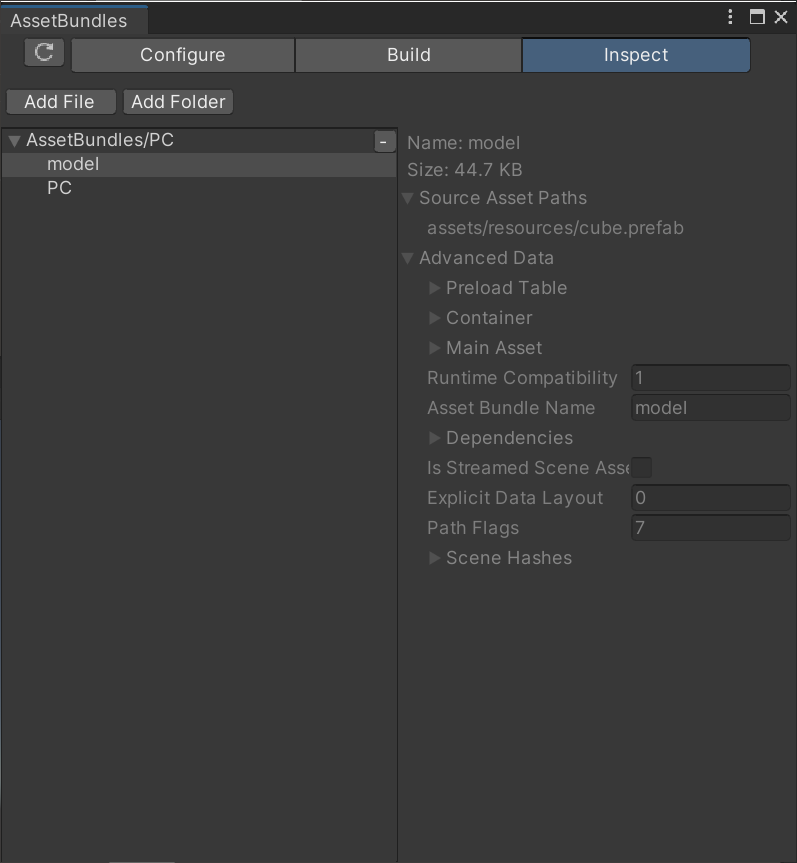 AssetBundles
Configure
Build
Inspect
Add File
Add Folder
AssetBundles/PC
-
model
PC
Name: model
Size: 44.7 KB
Source Asset Paths
assets/resources/cube.prefab
Advanced Data
Preload Table
Container
Main Asset
Runtime Compatibility 1
Asset Bundle Name model
Dependencies
Is Streamed Scene Asse
Explicit Data Layout 0
Path Flags 7
Scene Hashes